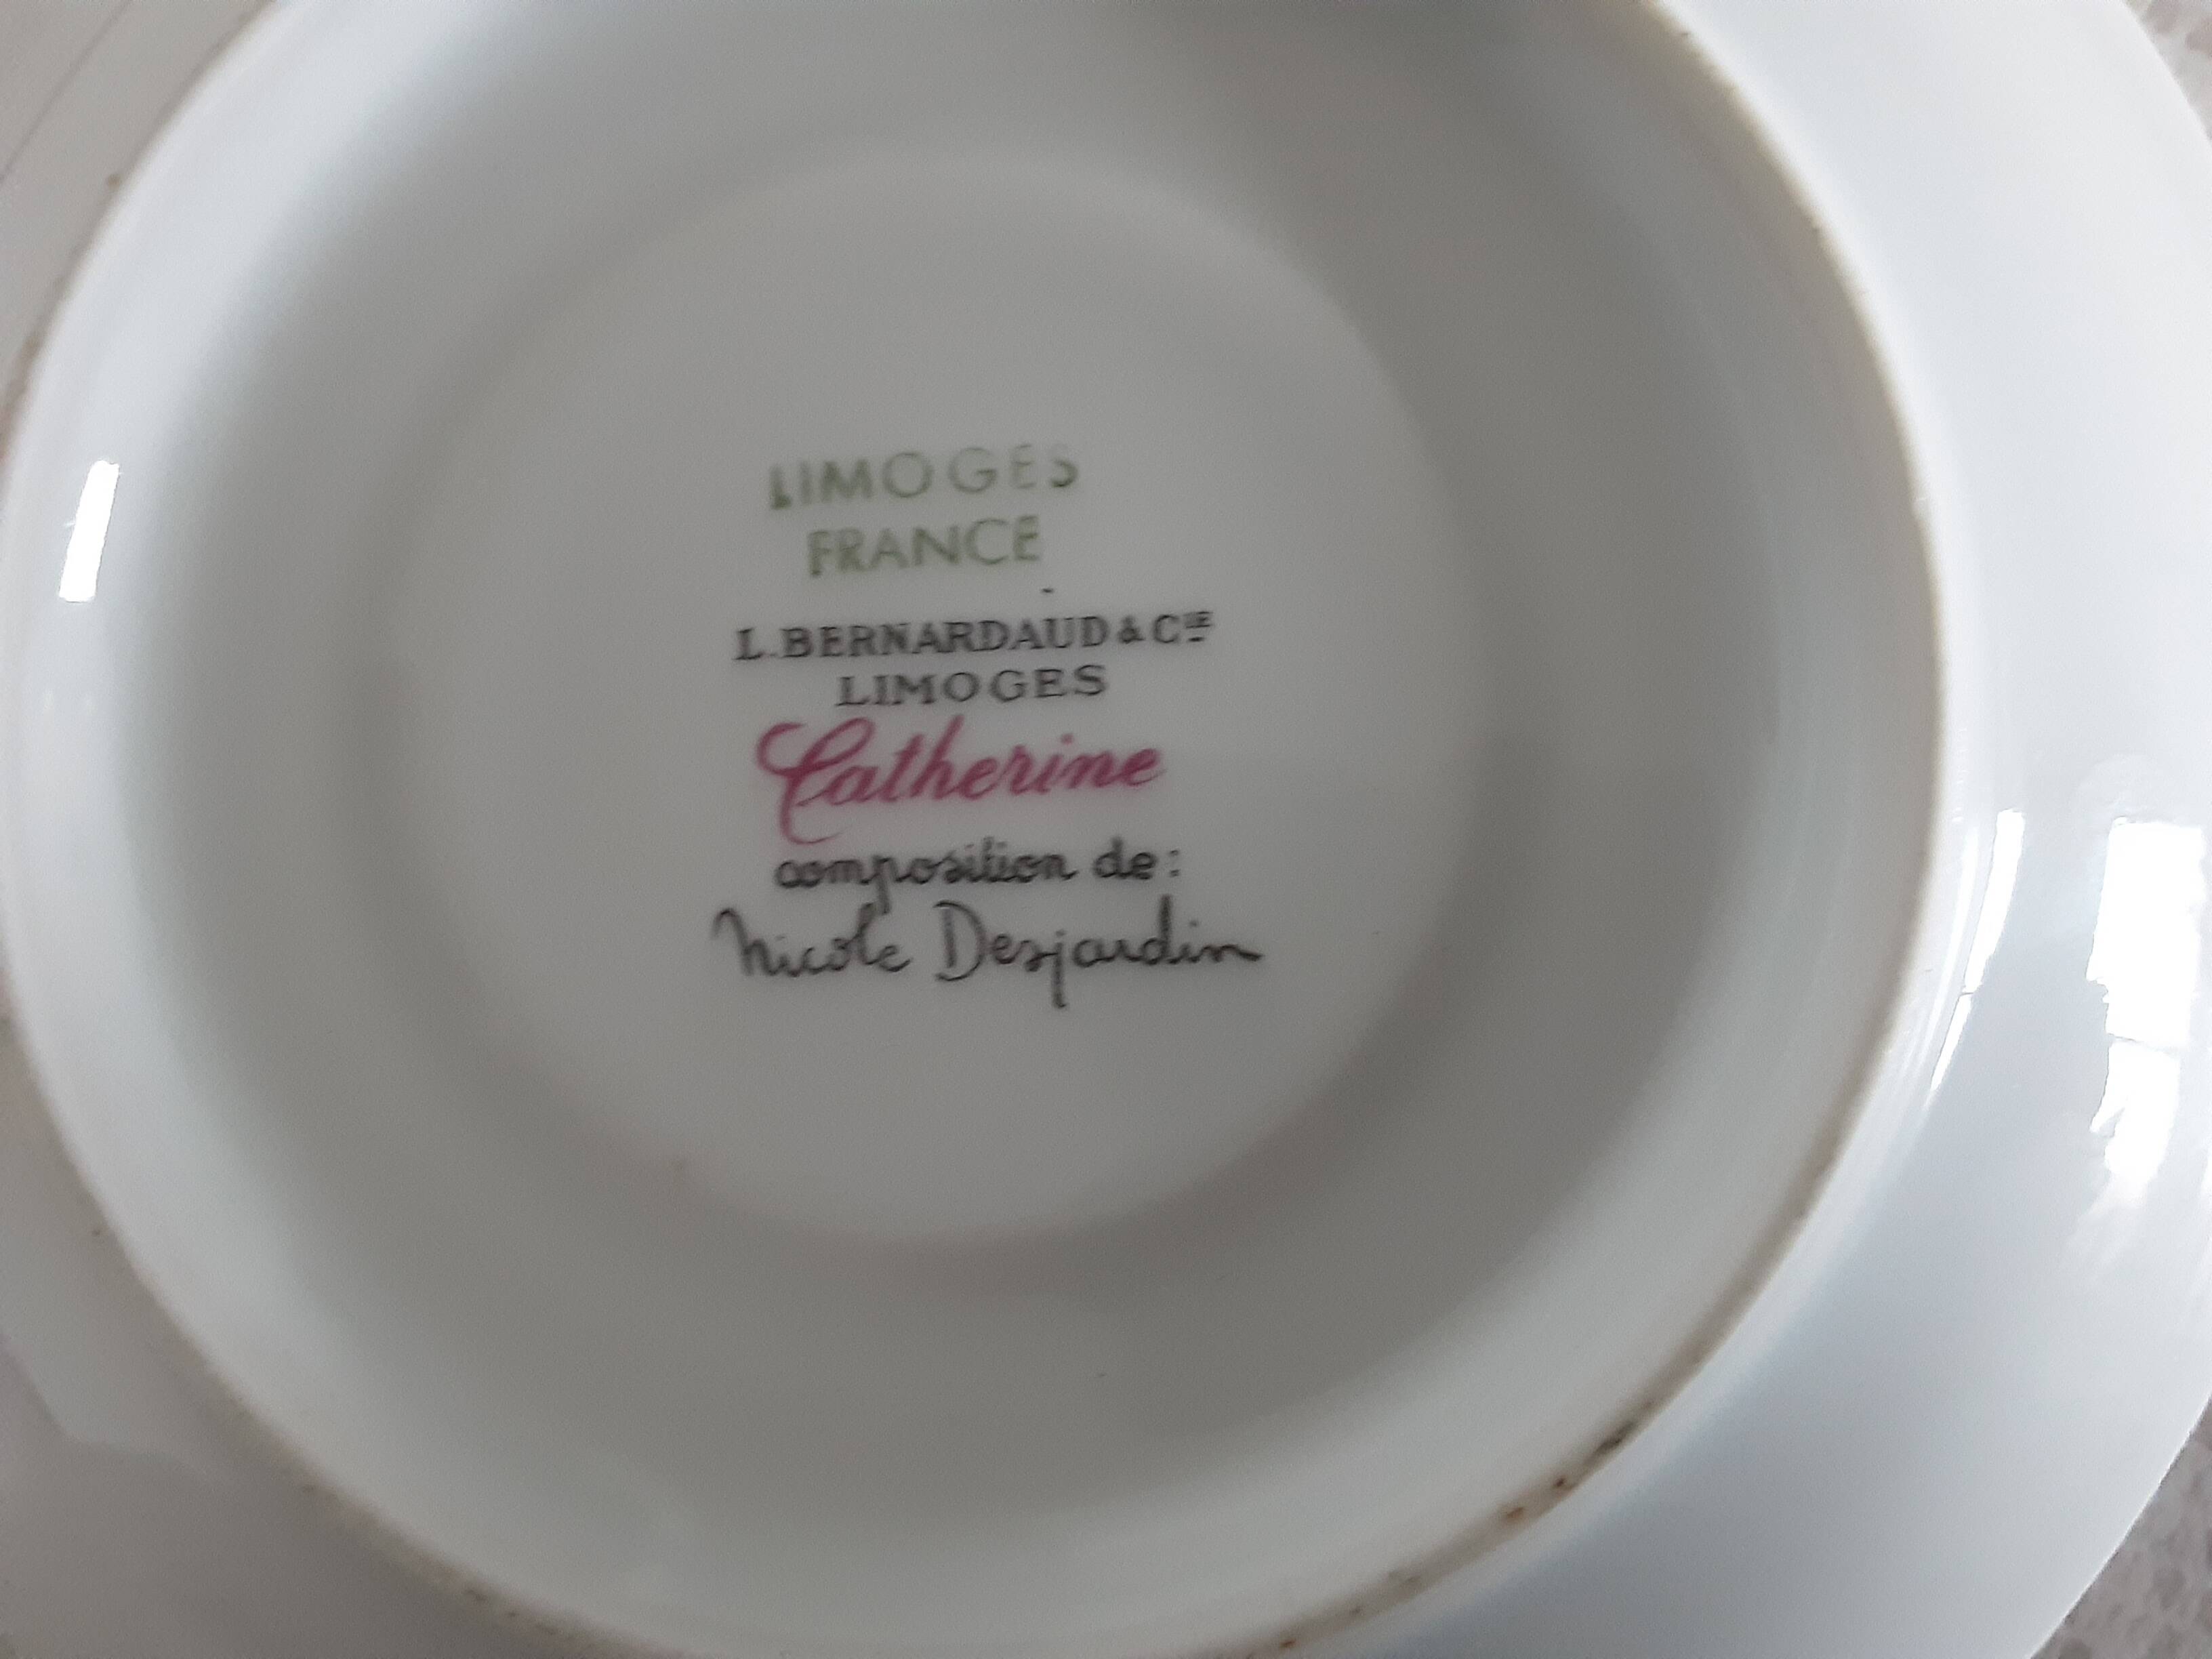 LIMOGES
FRANCE
L. BERNARDAUD & CIE
LIMOGES
Catherine
composition de :
Nicole Desjardin